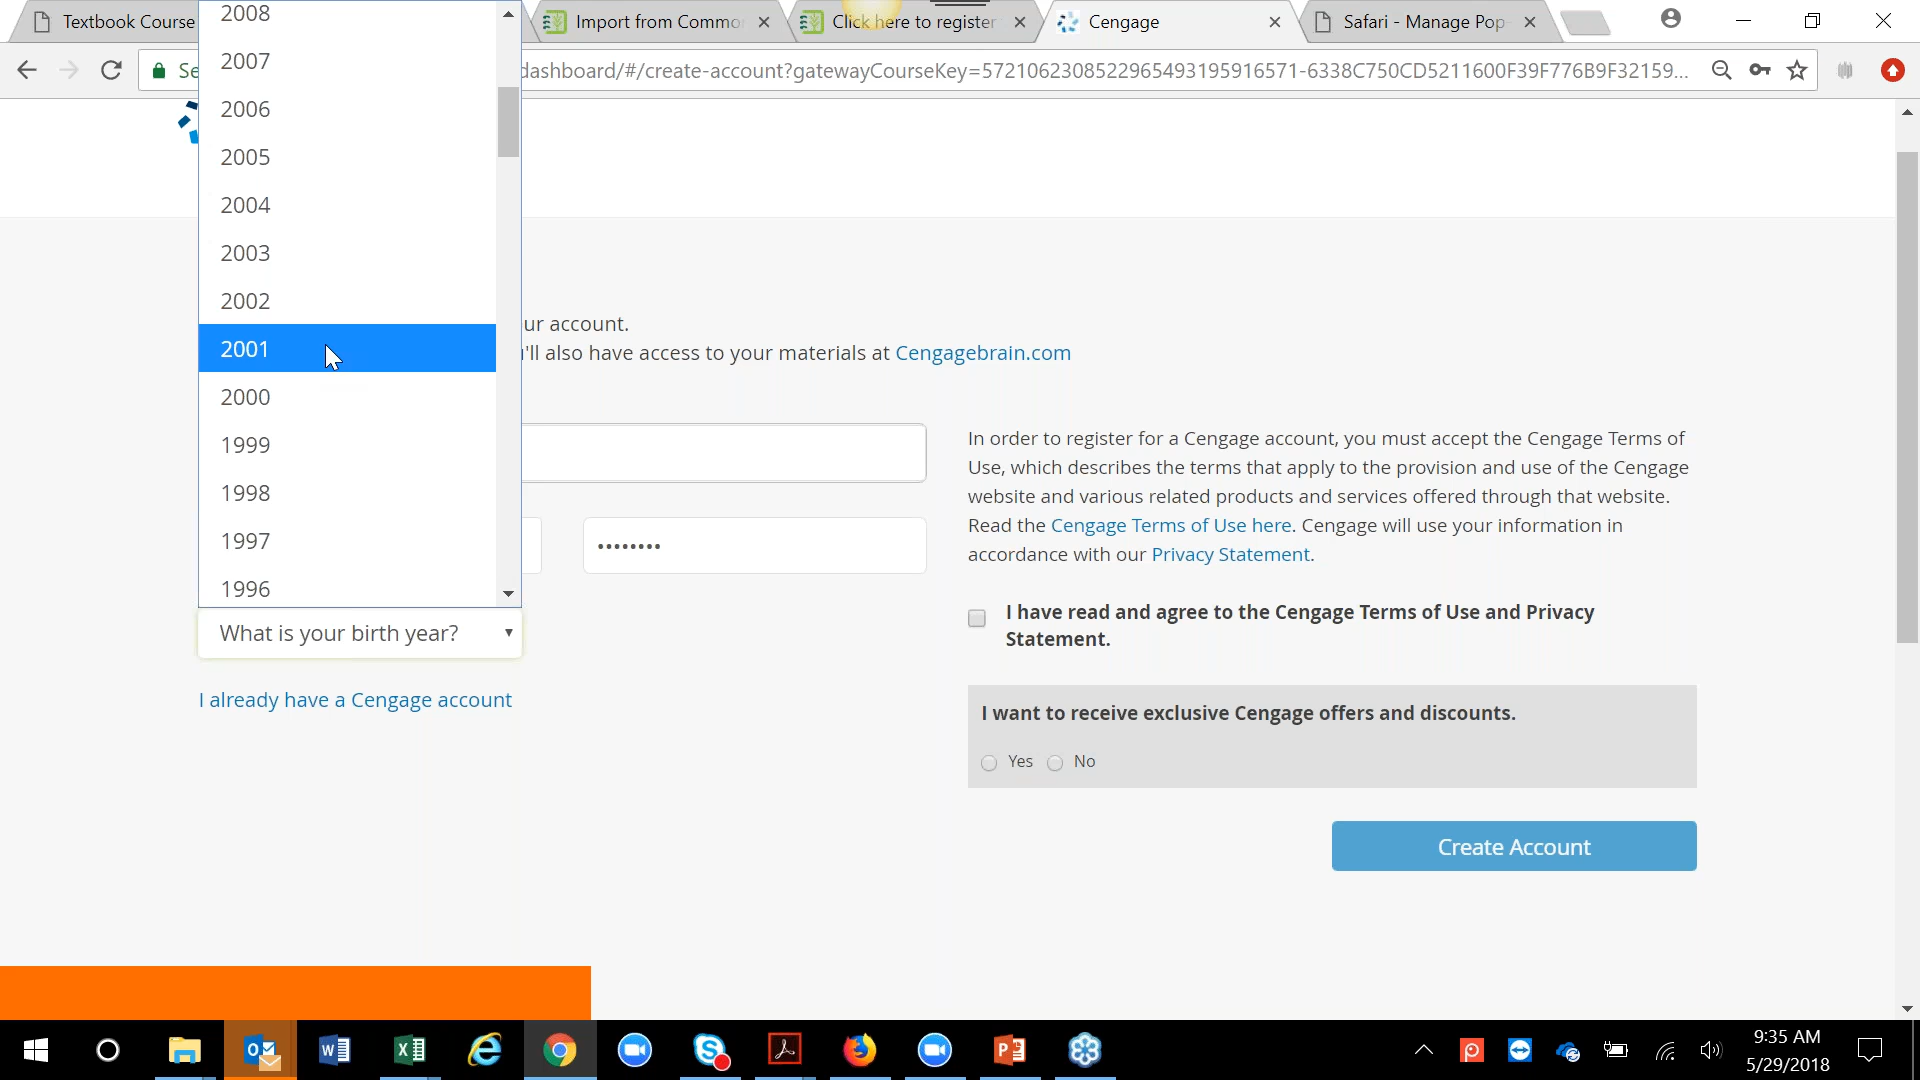 Textbook Course
Import from Commo
Click here to register
Cengage
Safari - Manage Pop
Se
dashboard/#/create-account?gatewayCourseKey=5721062308522965493195916571-6338C750CD5211600F39F776B9F32159...
2008
2007
2006
2005
2004
2003
2002
2001
2000
1999
1998
1997
1996
What is your birth year?
I already have a Cengage account
ur account.
'll also have access to your materials at Cengagebrain.com
••••••••
In order to register for a Cengage account, you must accept the Cengage Terms of
Use, which describes the terms that apply to the provision and use of the Cengage
website and various related products and services offered through that website.
Read the Cengage Terms of Use here. Cengage will use your information in
accordance with our Privacy Statement.
I have read and agree to the Cengage Terms of Use and Privacy
Statement.
I want to receive exclusive Cengage offers and discounts.
Yes No
Create Account
9:35 AM
5/29/2018